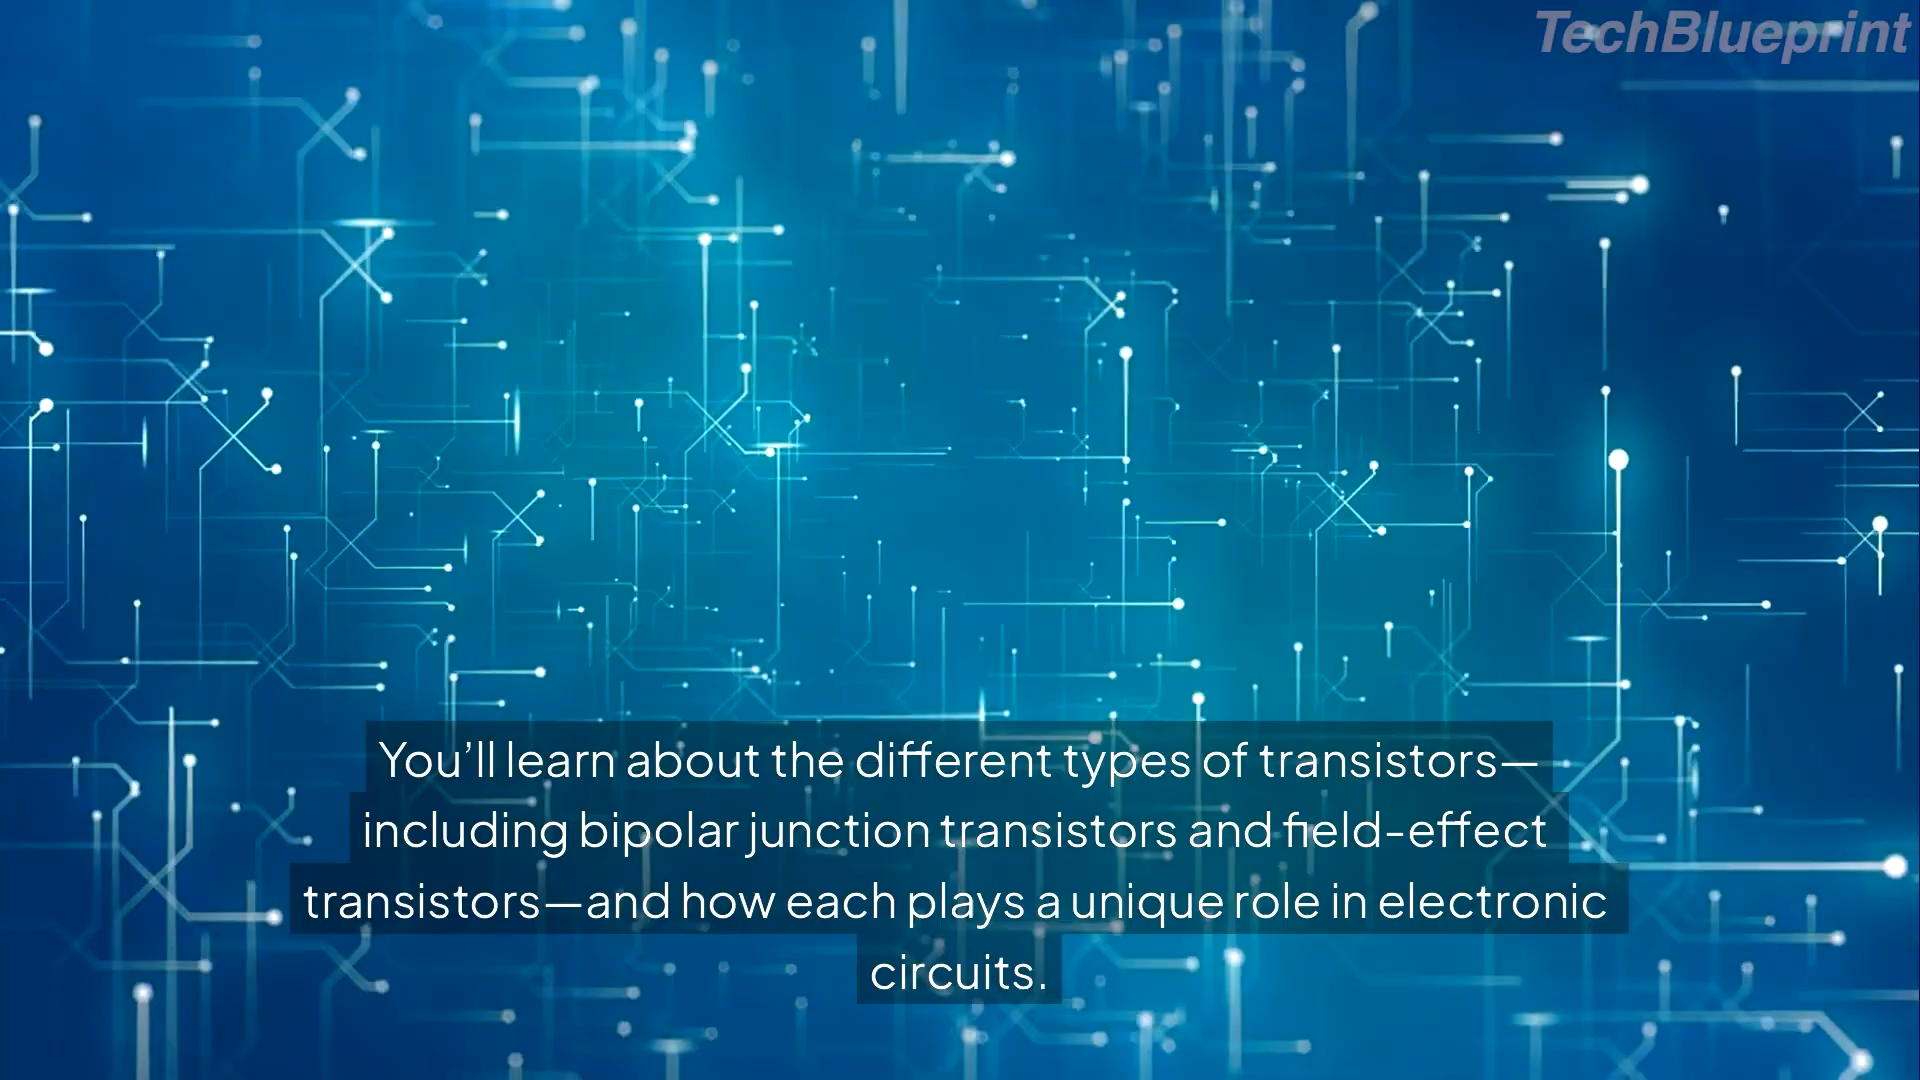 TechBlueprint
You’ll learn about the different types of transistors—
including bipolar junction transistors and field-effect
transistors—and how each plays a unique role in electronic
circuits.